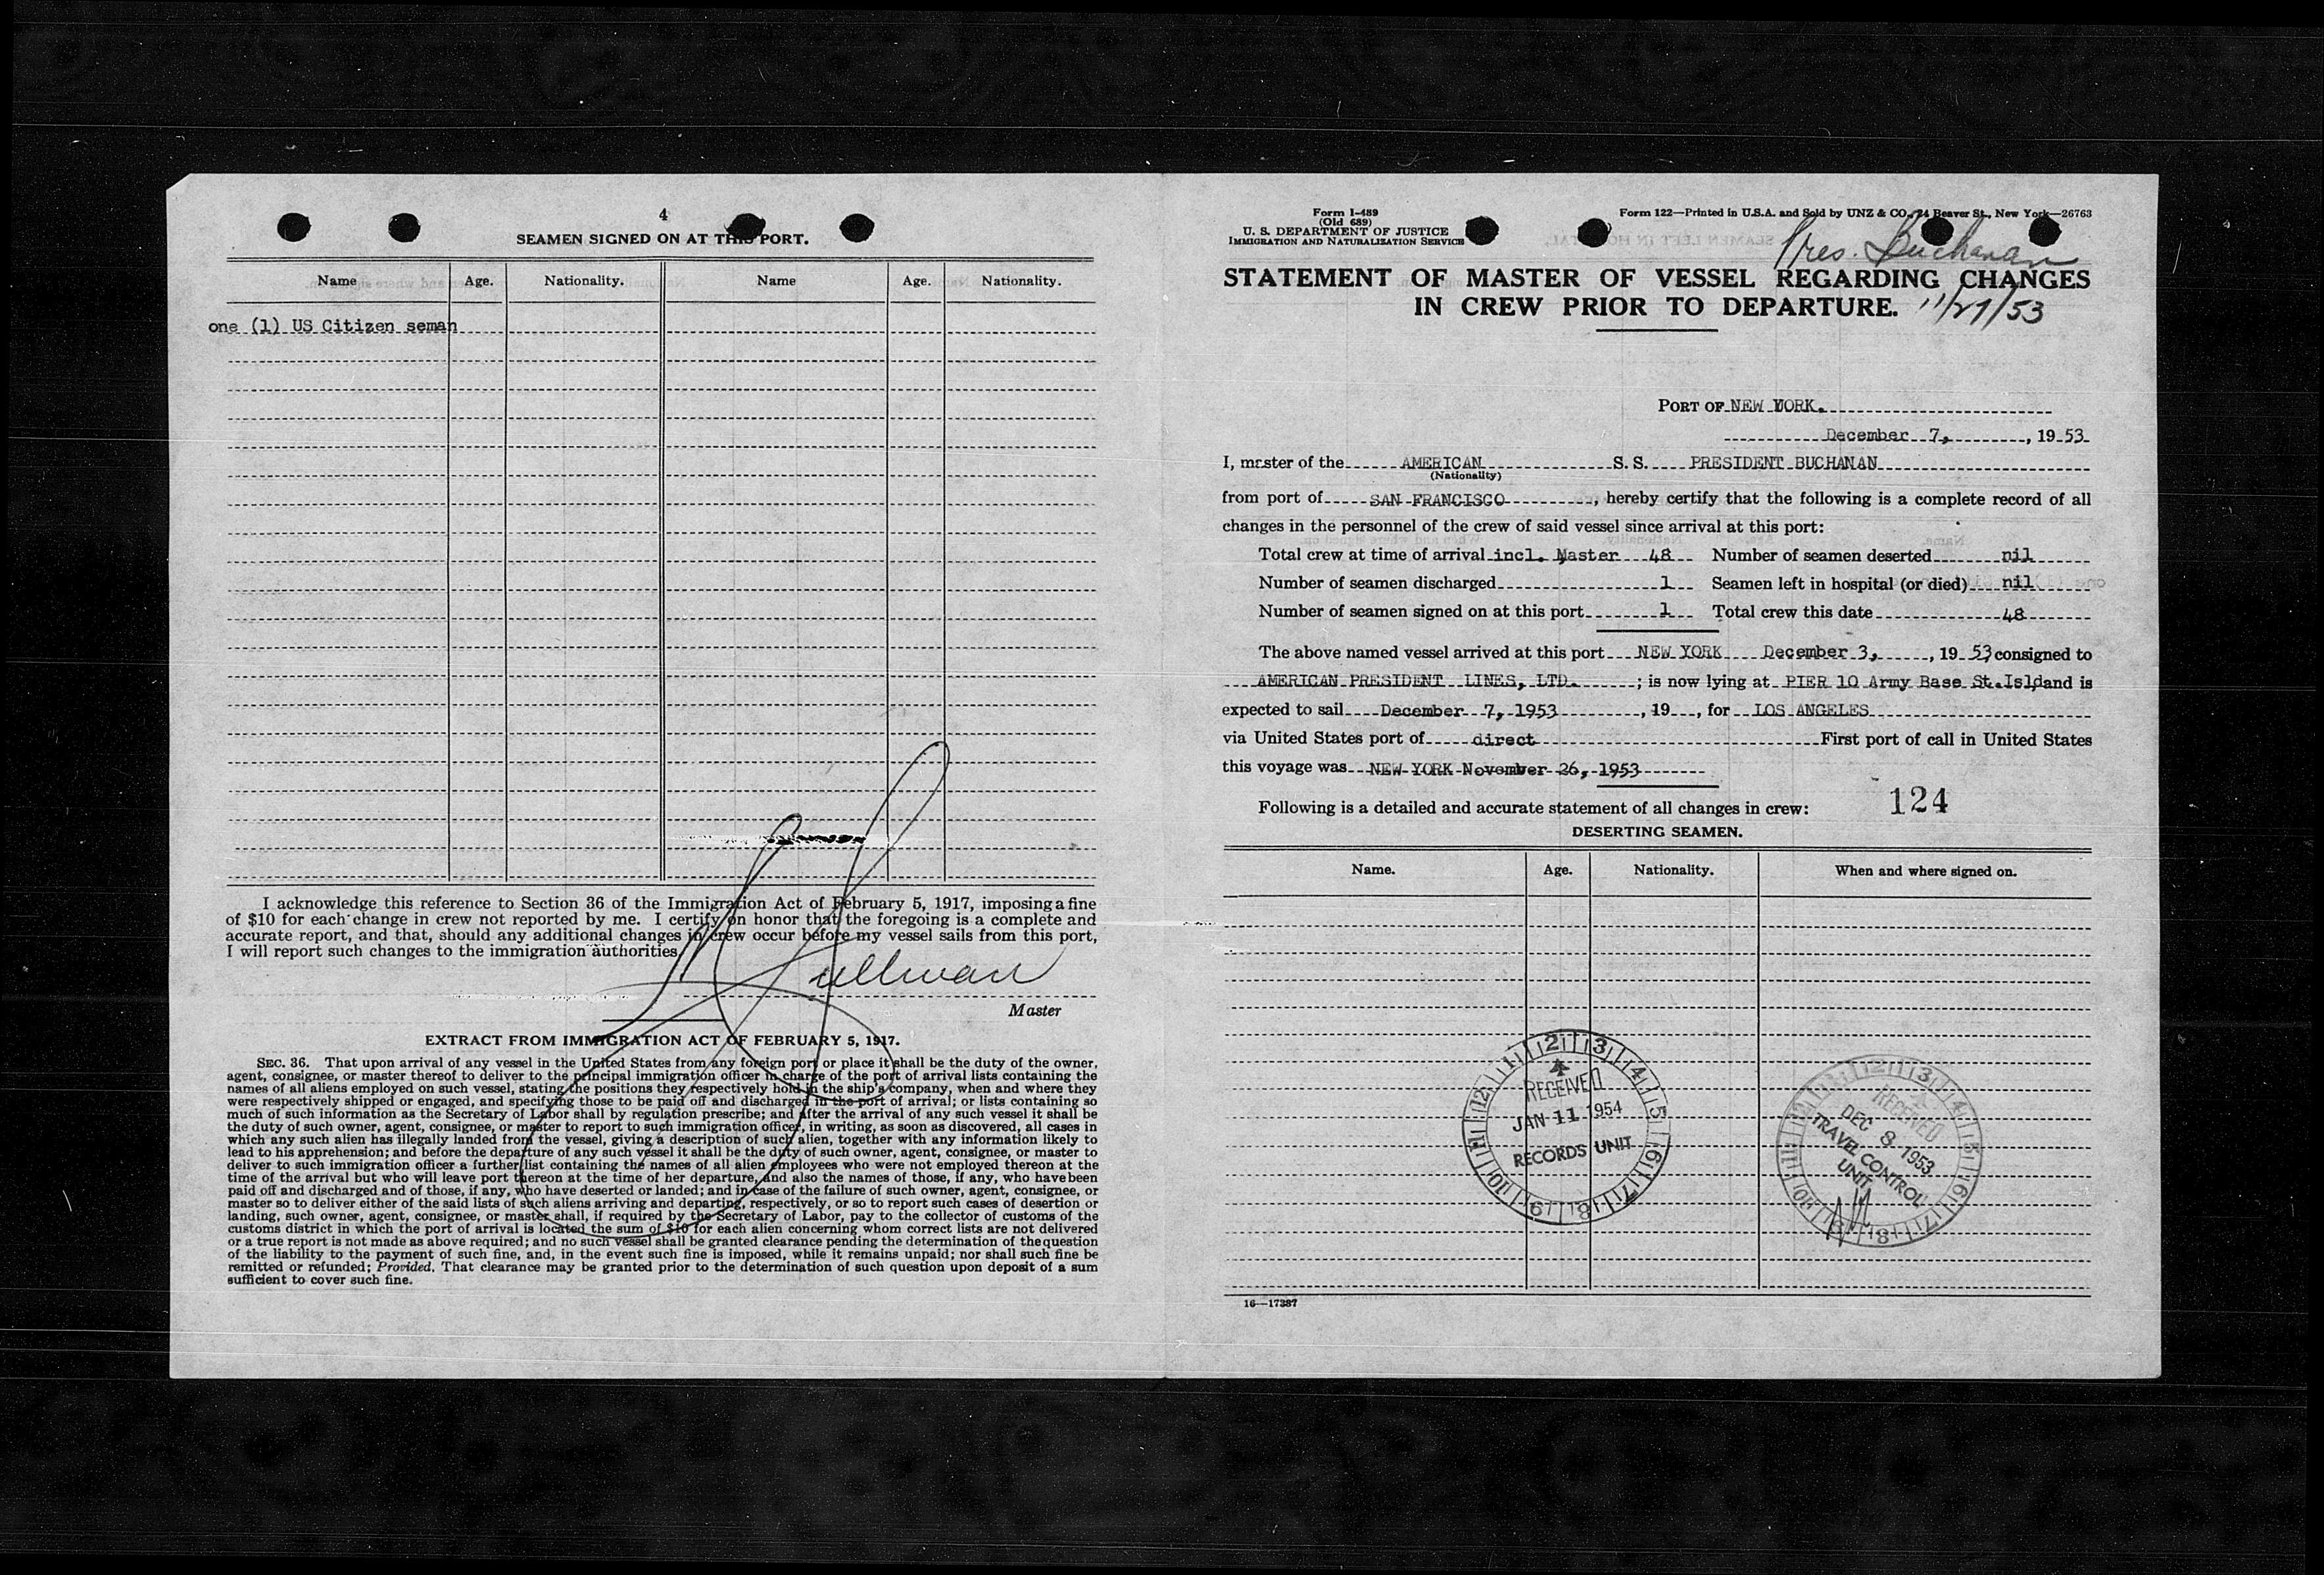 4
SEAMEN SIGNED ON AT THIS PORT.
Name Age. Nationality. Name Age. Nationality.
one (1) US Citizen seman
I acknowledge this reference to Section 36 of the Immigration Act of February 5, 1917, imposing a fine
of $10 for each change in crew not reported by me. I certify on honor that the foregoing is a complete and
accurate report, and that, should any additional changes in crew occur before my vessel sails from this port,
I will report such changes to the immigration authorities.
Master
EXTRACT FROM IMMIGRATION ACT OF FEBRUARY 5, 1917.
SEC. 36. That upon arrival of any vessel in the United States from any foreign port or place it shall be the duty of the owner,
agent, consignee, or master thereof to deliver to the principal immigration officer in charge of the port of arrival lists containing the
names of all aliens employed on such vessel, stating the positions they respectively hold in the ship's company, when and where they
were respectively shipped or engaged, and specifying those to be paid off and discharged in the port of arrival; or lists containing so
much of such information as the Secretary of Labor shall by regulation prescribe; and after the arrival of any such vessel it shall be
the duty of such owner, agent, consignee, or master to report to such immigration officer, in writing, as soon as discovered, all cases in
which any such alien has illegally landed from the vessel, giving a description of such alien, together with any information likely to
lead to his apprehension; and before the departure of any such vessel it shall be the duty of such owner, agent, consignee, or master to
deliver to such immigration officer a further list containing the names of all alien employees who were not employed thereon at the
time of the arrival but who will leave port thereon at the time of her departure, and also the names of those, if any, who have been
paid off and discharged and of those, if any, who have deserted or landed; and in case of the failure of such owner, agent, consignee, or
master so to deliver either of the said lists of such aliens arriving and departing, respectively, or so to report such cases of desertion or
landing, such owner, agent, consignee, or master shall, if required by the Secretary of Labor, pay to the collector of customs of the
customs district in which the port of arrival is located the sum of $10 for each alien concerning whom correct lists are not delivered
or a true report is not made as above required; and no such vessel shall be granted clearance pending the determination of the question
of the liability to the payment of such fine, and, in the event such fine is imposed, while it remains unpaid; nor shall such fine be
remitted or refunded; Provided, That clearance may be granted prior to the determination of such question upon deposit of a sum
sufficient to cover such fine.
Form I-489
(Old 689)
U. S. DEPARTMENT OF JUSTICE
IMMIGRATION AND NATURALIZATION SERVICE
Form 122—Printed in U.S.A. and Sold by UNZ & CO., 24 Beaver St., New York—26763
Pres. Buchanan
STATEMENT OF MASTER OF VESSEL REGARDING CHANGES
IN CREW PRIOR TO DEPARTURE. 11/27/53
PORT OF NEW YORK.
December 7, , 19 53
I, master of the AMERICAN S. S. PRESIDENT BUCHANAN
(Nationality)
from port of SAN FRANCISCO , hereby certify that the following is a complete record of all
changes in the personnel of the crew of said vessel since arrival at this port:
Total crew at time of arrival incl. Master 48 Number of seamen deserted nil
Number of seamen discharged 1 Seamen left in hospital (or died) nil
Number of seamen signed on at this port 1 Total crew this date 48
The above named vessel arrived at this port NEW YORK December 3, , 19 53 consigned to
AMERICAN PRESIDENT LINES, LTD. ; is now lying at PIER 10 Army Base St.Isld and is
expected to sail December 7, 1953 , 19 , for LOS ANGELES
via United States port of direct First port of call in United States
this voyage was NEW YORK November 26, 1953
Following is a detailed and accurate statement of all changes in crew: 124
DESERTING SEAMEN.
Name. Age. Nationality. When and where signed on.
RECEIVED
JAN 11 1954
RECORDS UNIT
RECEIVED
DEC 8 1953
TRAVEL CONTROL
UNIT
16—17387